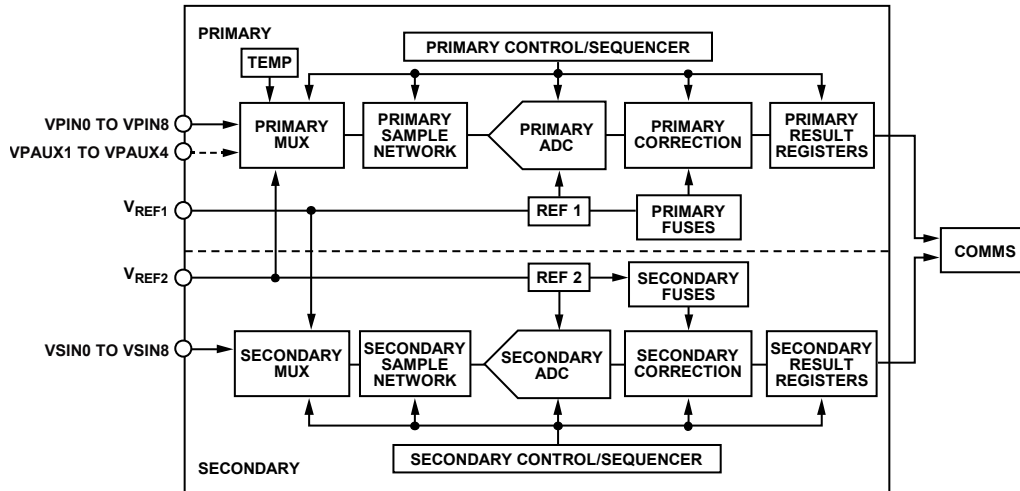 PRIMARY
PRIMARY CONTROL/SEQUENCER
TEMP
VPIN0 TO VPIN8
VPAUX1 TO VPAUX4
PRIMARY
MUX
PRIMARY
SAMPLE
NETWORK
PRIMARY
ADC
PRIMARY
CORRECTION
PRIMARY
RESULT
REGISTERS
VREF1
REF 1
PRIMARY
FUSES
COMMS
VREF2
REF 2
SECONDARY
FUSES
VSIN0 TO VSIN8
SECONDARY
MUX
SECONDARY
SAMPLE
NETWORK
SECONDARY
ADC
SECONDARY
CORRECTION
SECONDARY
RESULT
REGISTERS
SECONDARY CONTROL/SEQUENCER
SECONDARY